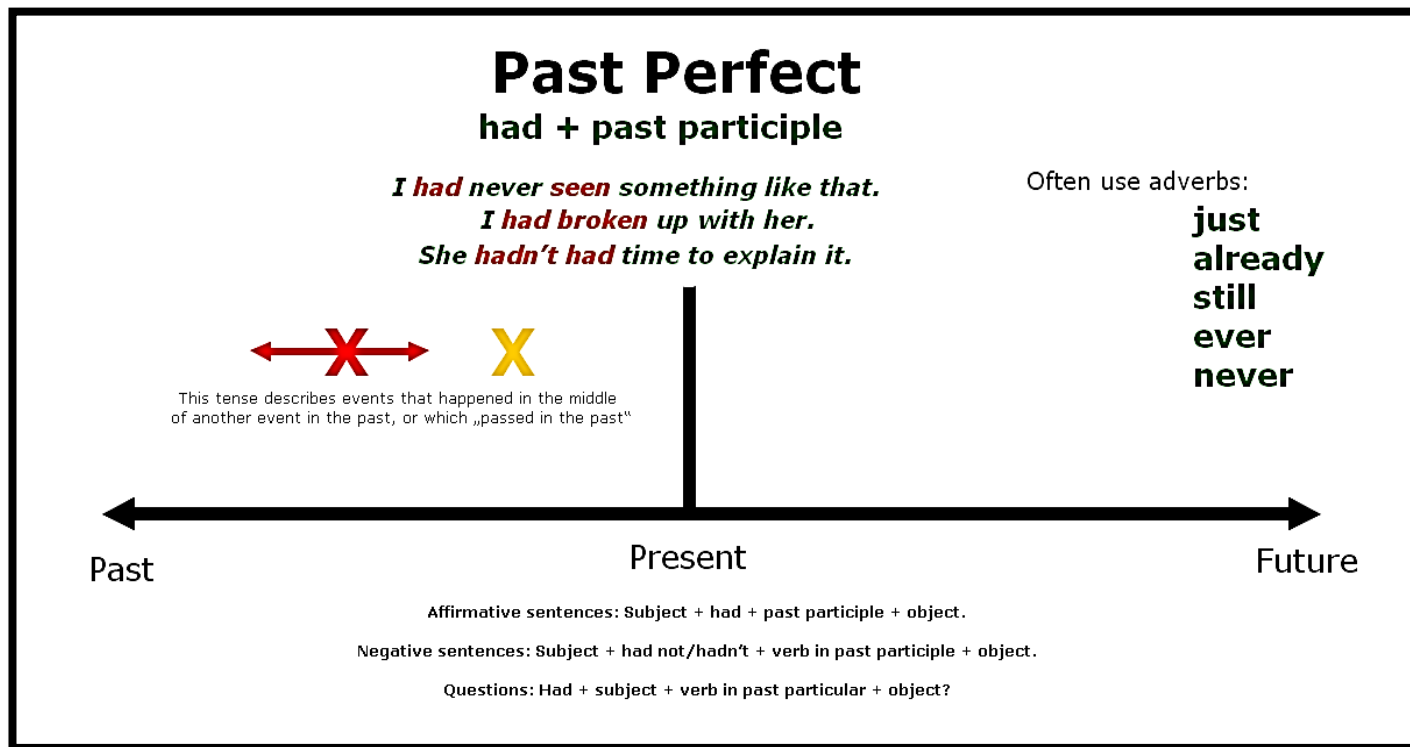 Past Perfect
had + past participle
I had never seen something like that.
I had broken up with her.
She hadn't had time to explain it.
Often use adverbs:
just
already
still
ever
never
X X
This tense describes events that happened in the middle
of another event in the past, or which „passed in the past“
Past
Present
Future
Affirmative sentences: Subject + had + past participle + object.
Negative sentences: Subject + had not/hadn't + verb in past participle + object.
Questions: Had + subject + verb in past particular + object?